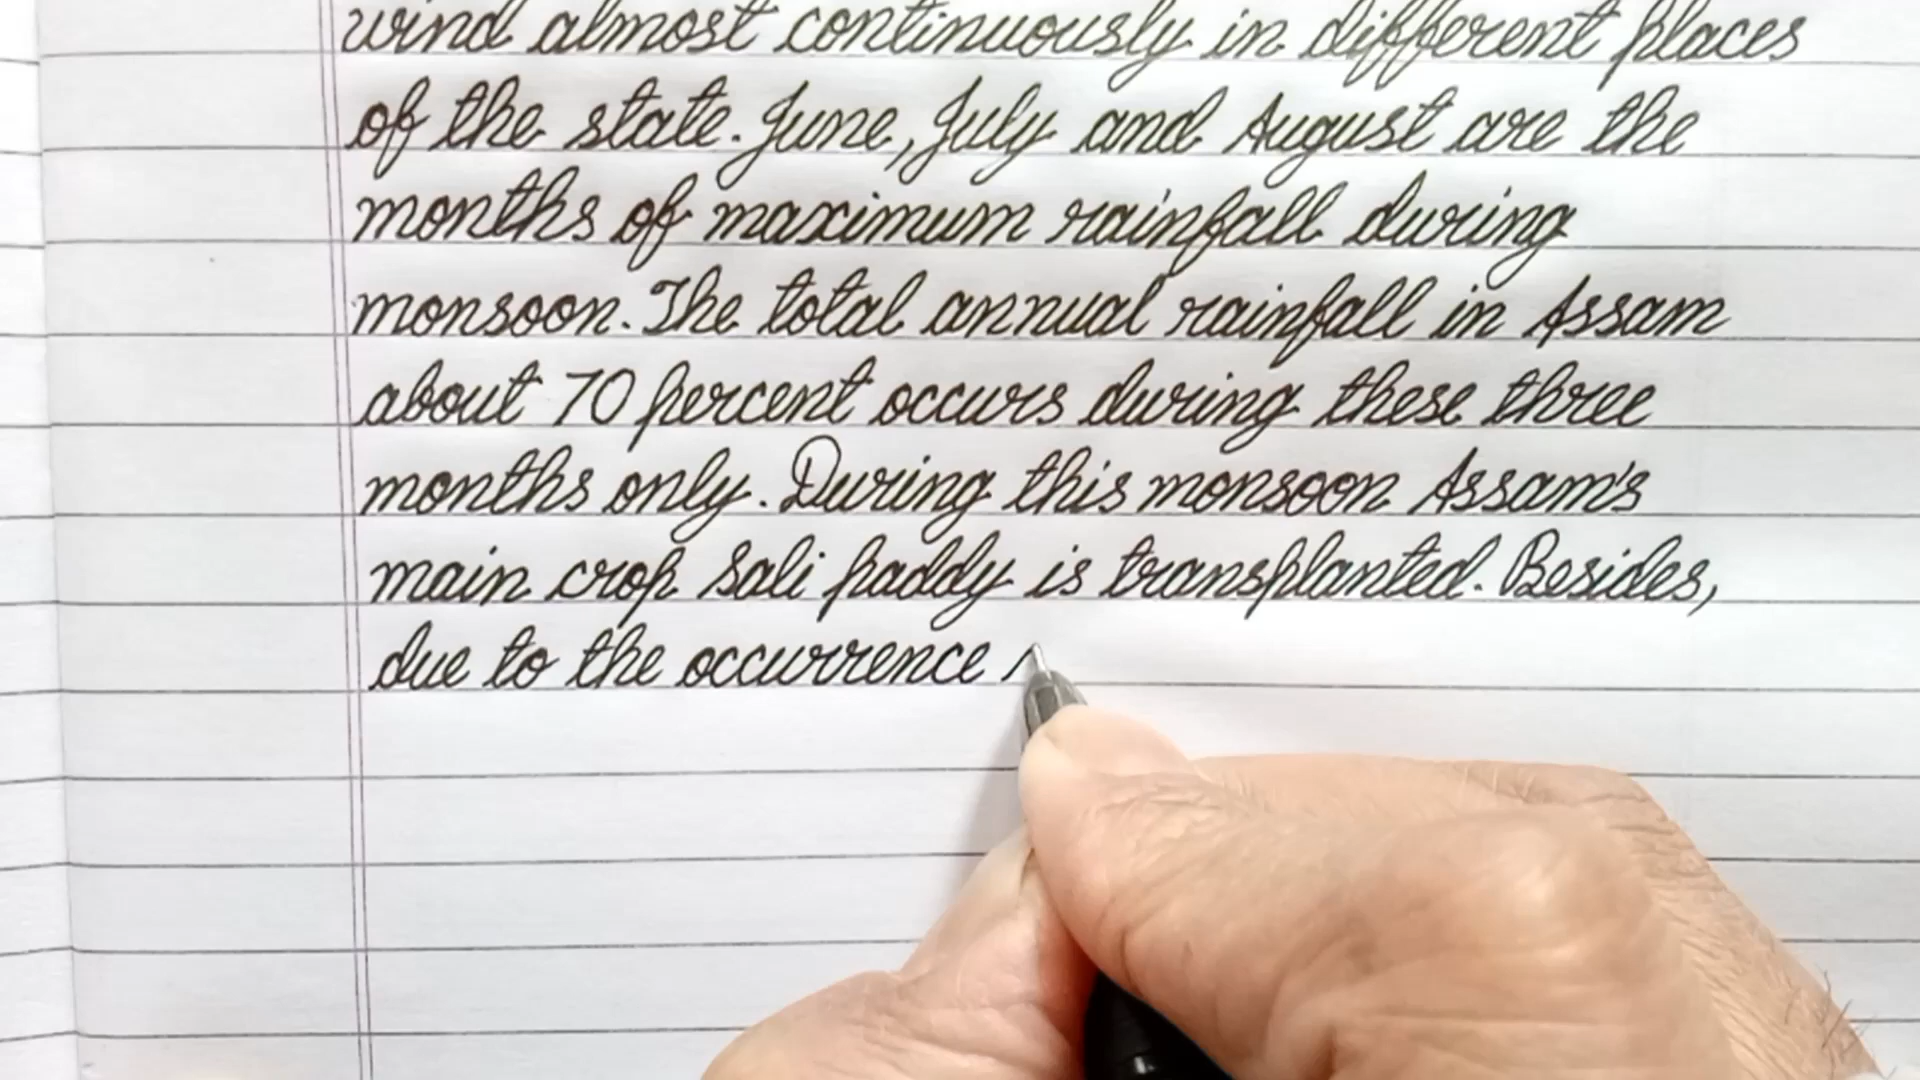 wind almost continuously in different places
of the state. June, July and August are the
months of maximum rainfall during
monsoon. The total annual rainfall in Assam
about 70 percent occurs during these three
months only. During this monsoon Assam's
main crop Sali paddy is transplanted. Besides,
due to the occurrence